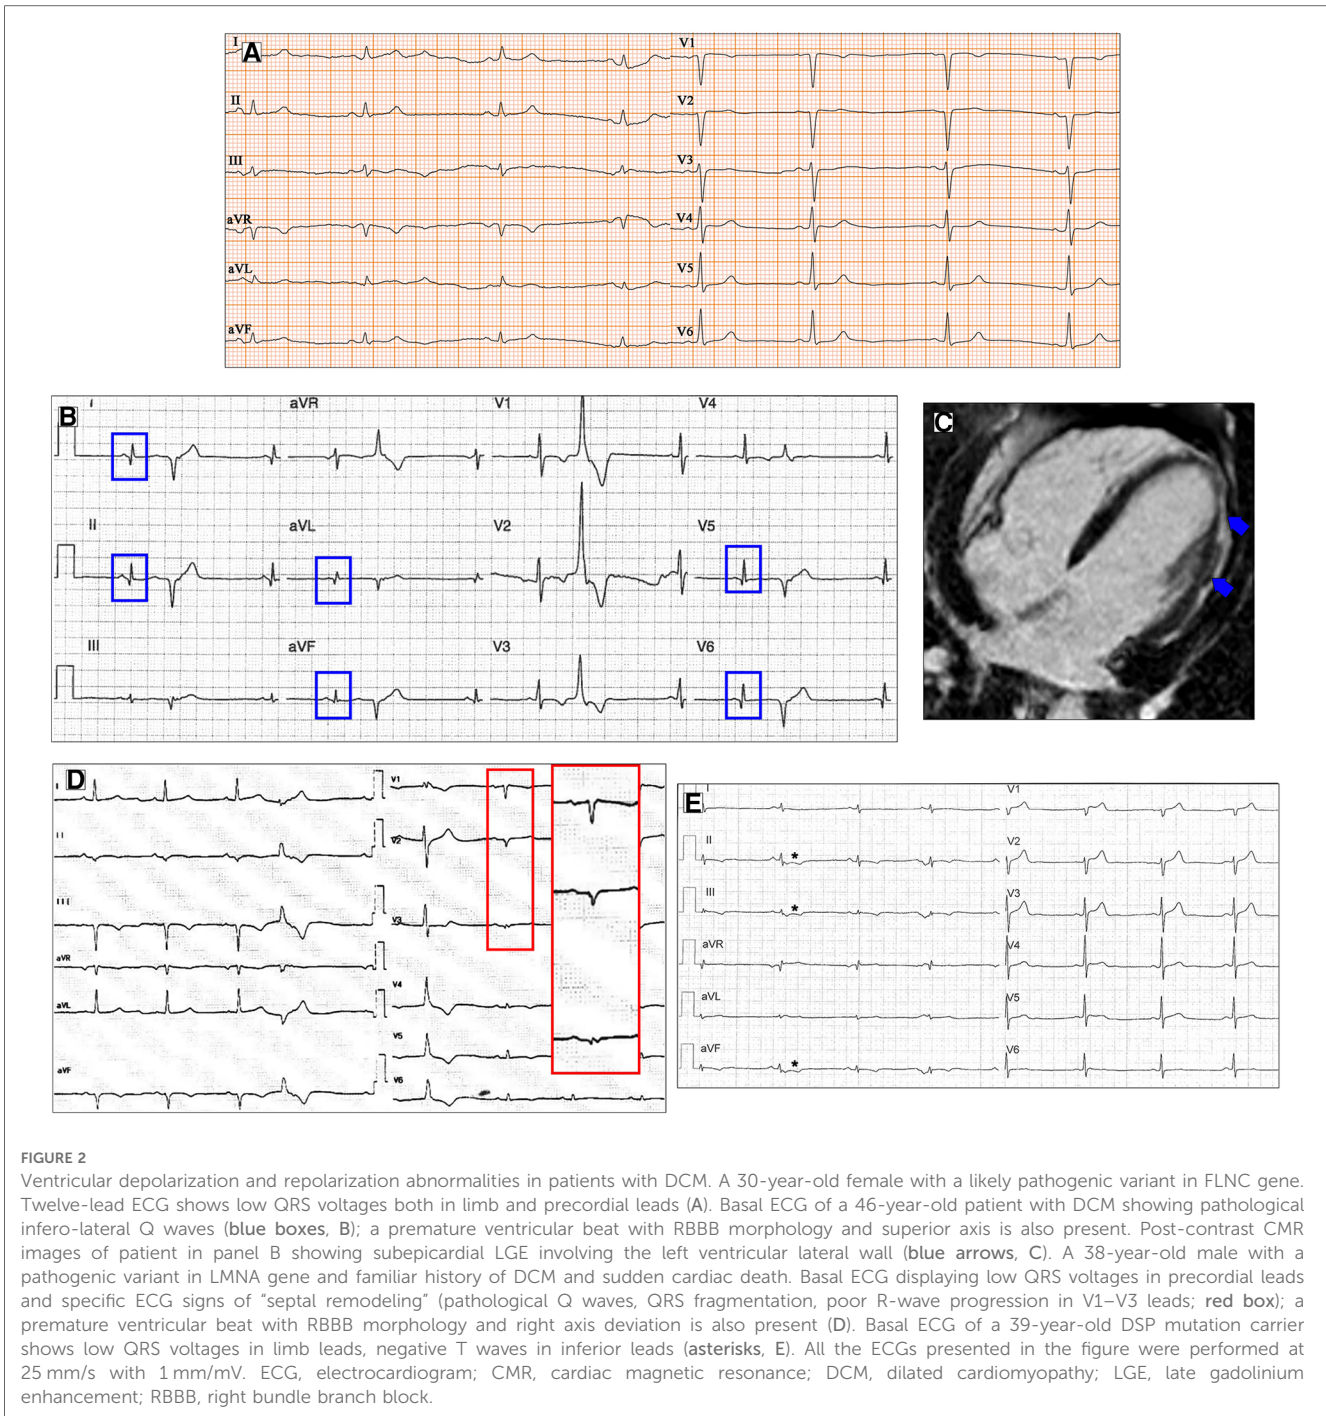 A
I
II
III
aVR
aVL
aVF
V1
V2
V3
V4
V5
V6
B
I aVR V1 V4
II aVL V2 V5
III aVF V3 V6
C
D
I
II
III
aVR
aVL
aVF
V1
V2
V3
V4
V5
V6
E
I
II
*
III
*
aVR
aVL
aVF
*
V1
V2
V3
V4
V5
V6
FIGURE 2
Ventricular depolarization and repolarization abnormalities in patients with DCM. A 30-year-old female with a likely pathogenic variant in FLNC gene.
Twelve-lead ECG shows low QRS voltages both in limb and precordial leads (A). Basal ECG of a 46-year-old patient with DCM showing pathological
infero-lateral Q waves (blue boxes, B); a premature ventricular beat with RBBB morphology and superior axis is also present. Post-contrast CMR
images of patient in panel B showing subepicardial LGE involving the left ventricular lateral wall (blue arrows, C). A 38-year-old male with a
pathogenic variant in LMNA gene and familiar history of DCM and sudden cardiac death. Basal ECG displaying low QRS voltages in precordial leads
and specific ECG signs of “septal remodeling” (pathological Q waves, QRS fragmentation, poor R-wave progression in V1–V3 leads; red box); a
premature ventricular beat with RBBB morphology and right axis deviation is also present (D). Basal ECG of a 39-year-old DSP mutation carrier
shows low QRS voltages in limb leads, negative T waves in inferior leads (asterisks, E). All the ECGs presented in the figure were performed at
25 mm/s with 1 mm/mV. ECG, electrocardiogram; CMR, cardiac magnetic resonance; DCM, dilated cardiomyopathy; LGE, late gadolinium
enhancement; RBBB, right bundle branch block.